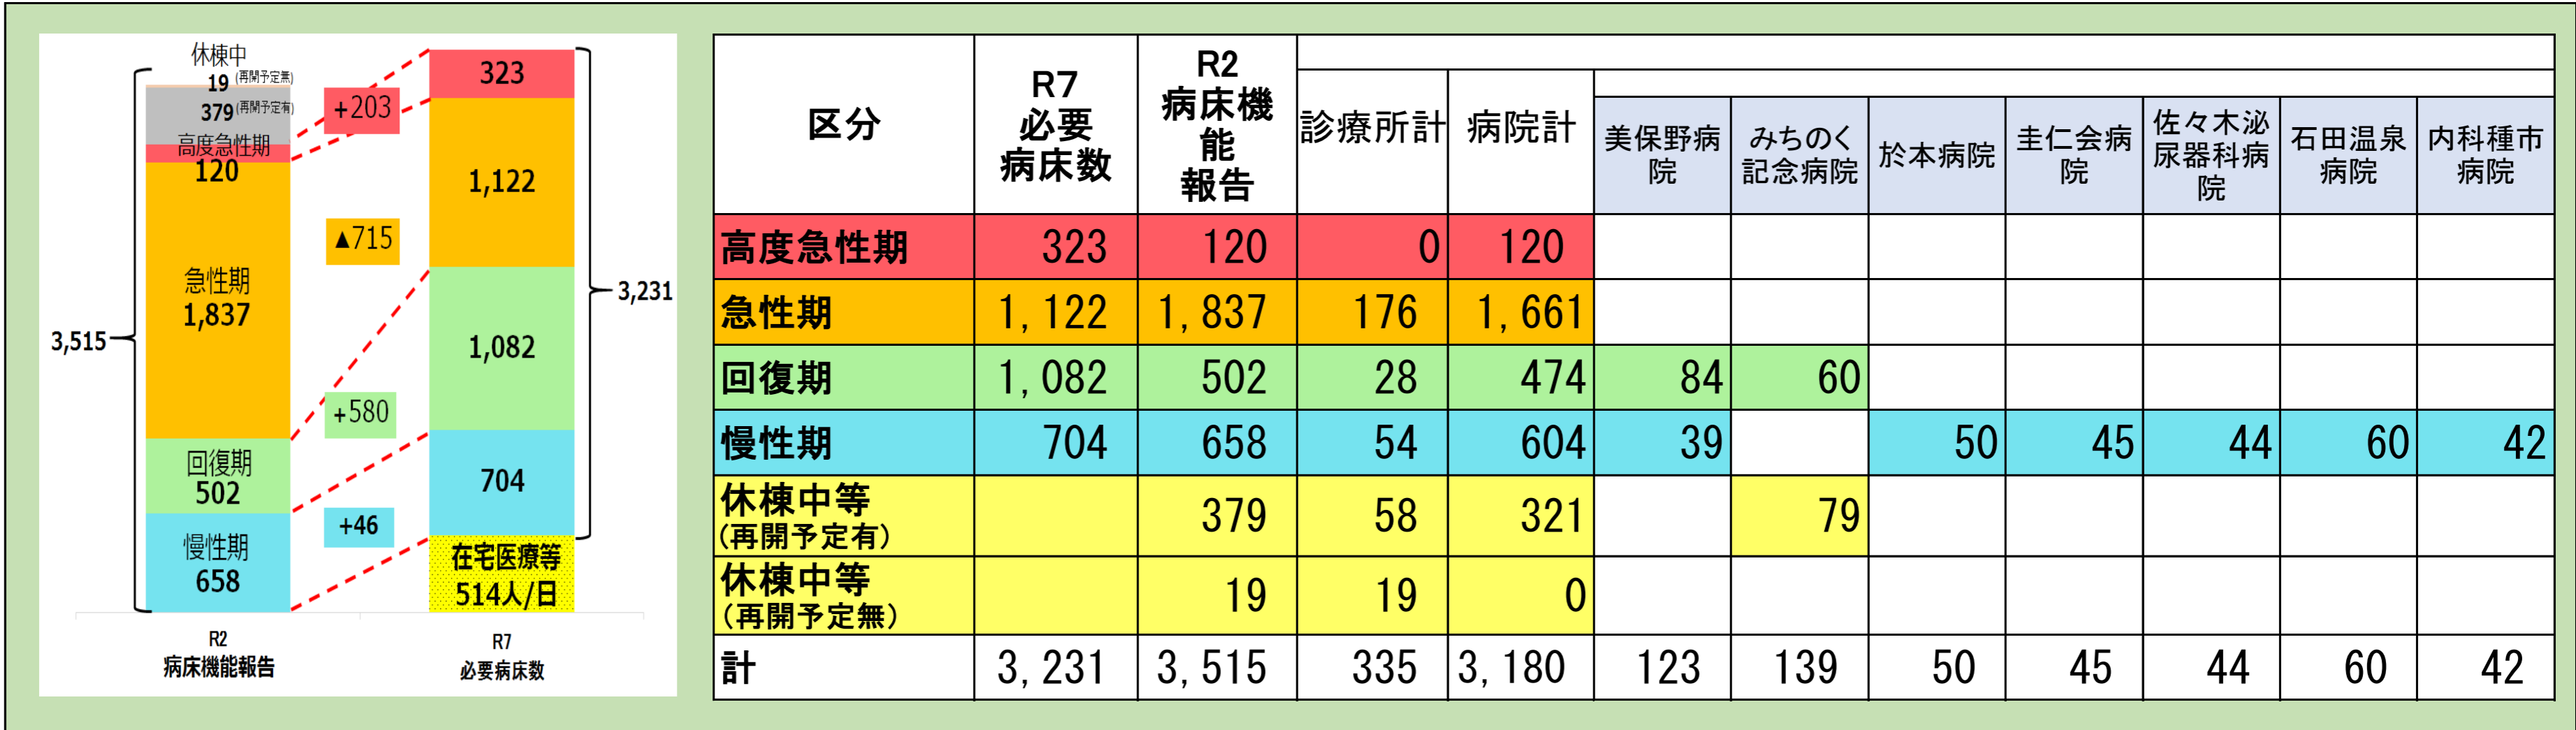 休棟中
19 (再開予定無)
379 (再開予定有)
高度急性期
120
急性期
1,837
回復期
502
慢性期
658
3,515
+203
▲715
+580
+46
323
1,122
1,082
704
在宅医療等
514人/日
3,231
R2
病床機能報告
R7
必要病床数
区分
R7
必要
病床数
R2
病床機
能
報告
診療所計
病院計
美保野病
院
みちのく
記念病院
於本病院
圭仁会病
院
佐々木泌
尿器科病
院
石田温泉
病院
内科種市
病院
高度急性期 323 120 0 120
急性期 1,122 1,837 176 1,661
回復期 1,082 502 28 474 84 60
慢性期 704 658 54 604 39 50 45 44 60 42
休棟中等
(再開予定有) 379 58 321 79
休棟中等
(再開予定無) 19 19 0
計 3,231 3,515 335 3,180 123 139 50 45 44 60 42